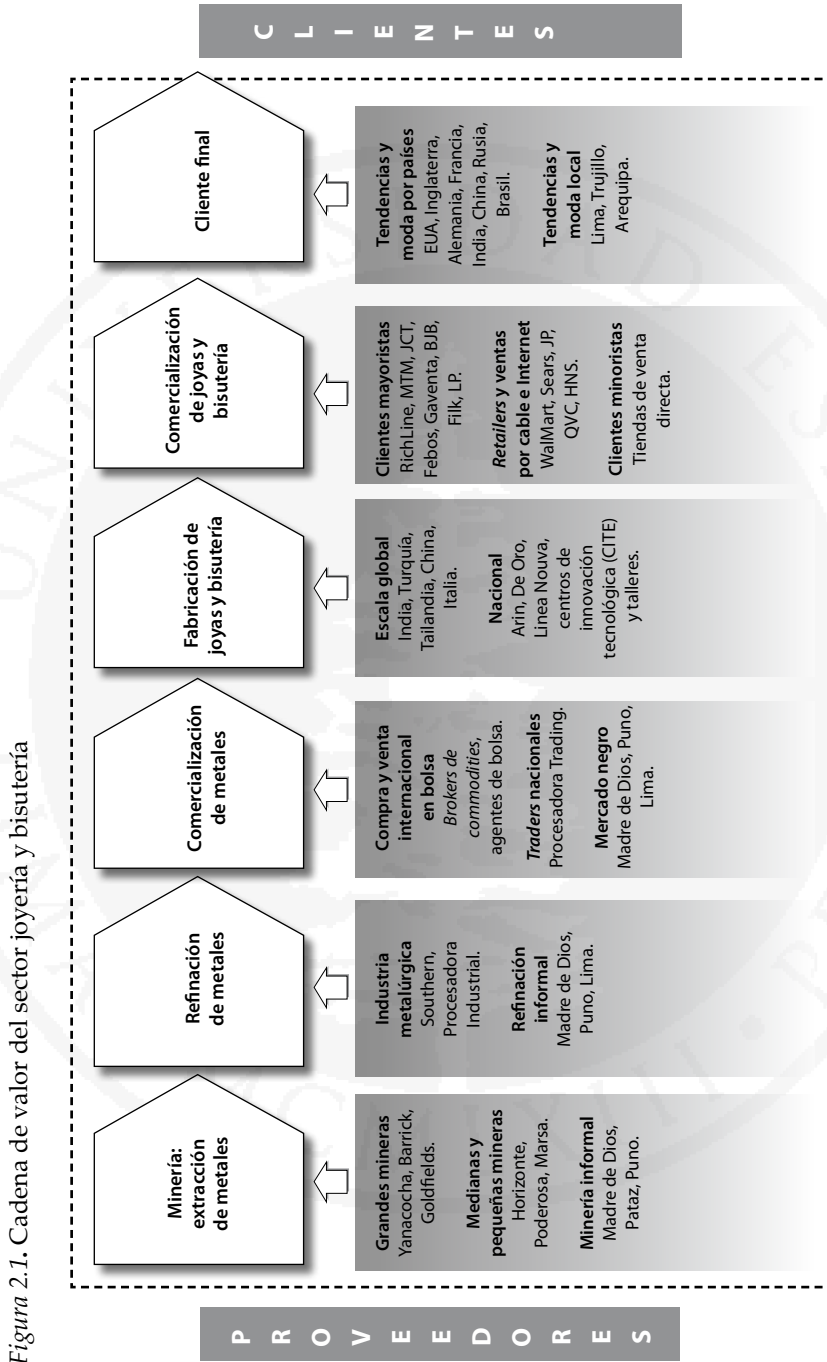 Figura 2.1. Cadena de valor del sector joyería y bisutería
PROVEEDORES
Minería:
extracción
de metales
Grandes mineras
Yanacocha, Barrick,
Goldfields.
Medianas y
pequeñas mineras
Horizonte,
Poderosa, Marsa.
Minería informal
Madre de Dios,
Pataz, Puno.
Refinación
de metales
Industria
metalúrgica
Southern,
Procesadora
Industrial.
Refinación
informal
Madre de Dios,
Puno, Lima.
Comercialización
de metales
Compra y venta
internacional
en bolsa
Brokers de
commodities,
agentes de bolsa.
Traders nacionales
Procesadora Trading.
Mercado negro
Madre de Dios, Puno,
Lima.
Fabricación de
joyas y bisutería
Escala global
India, Turquía,
Tailandia, China,
Italia.
Nacional
Arin, De Oro,
Linea Nouva,
centros de
innovación
tecnológica (CITE)
y talleres.
Comercialización
de joyas y
bisutería
Clientes mayoristas
RichLine, MTM, JCT,
Febos, Gaventa, BJB,
Filk, LP.
Retailers y ventas
por cable e Internet
WalMart, Sears, JP,
QVC, HNS.
Clientes minoristas
Tiendas de venta
directa.
Cliente final
Tendencias y
moda por países
EUA, Inglaterra,
Alemania, Francia,
India, China, Rusia,
Brasil.
Tendencias y
moda local
Lima, Trujillo,
Arequipa.
CLIENTES